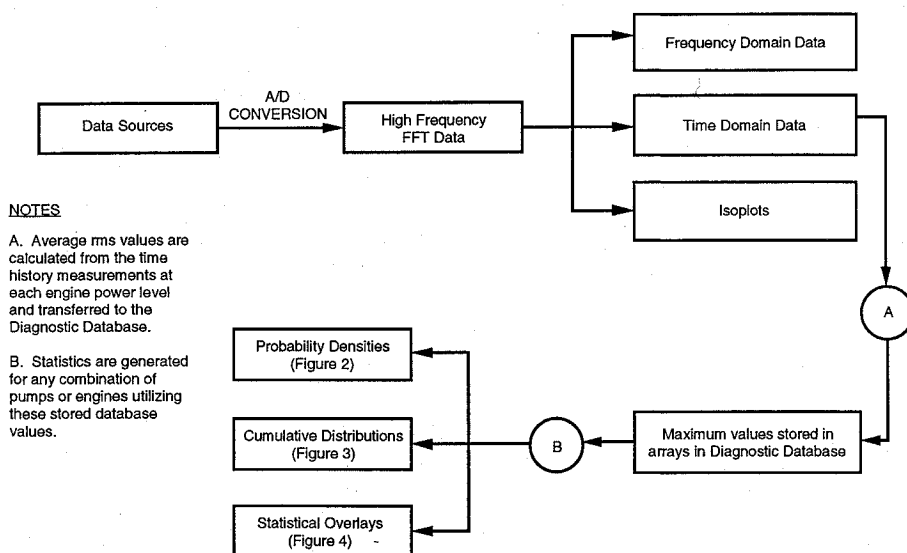 Frequency Domain Data
A/D
CONVERSION
Data Sources
High Frequency
FFT Data
Time Domain Data
Isoplots
NOTES
A. Average rms values are
calculated from the time
history measurements at
each engine power level
and transferred to the
Diagnostic Database.
B. Statistics are generated
for any combination of
pumps or engines utilizing
these stored database
values.
A
Probability Densities
(Figure 2)
Cumulative Distributions
(Figure 3)
B
Maximum values stored in
arrays in Diagnostic Database
Statistical Overlays
(Figure 4)